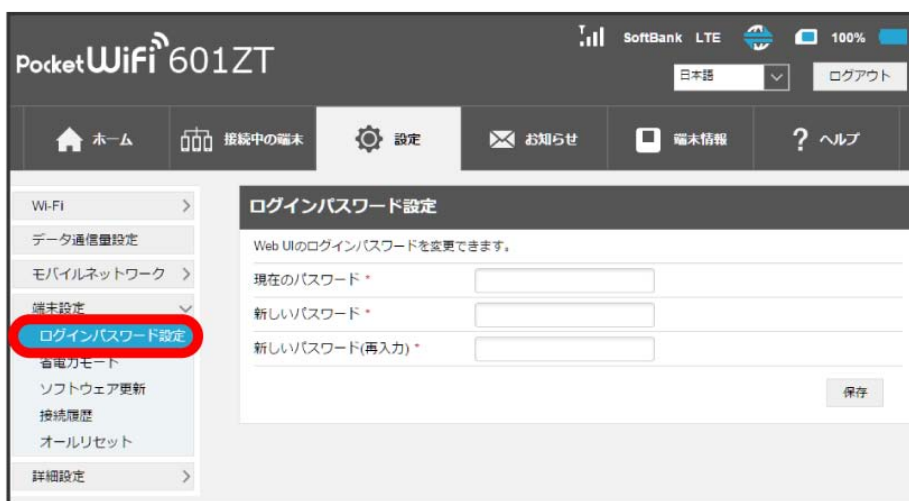 PocketWiFi 601ZT
SoftBank LTE 100%
日本語 ログアウト
ホーム 接続中の端末 設定 お知らせ 端末情報 ? ヘルプ
Wi-Fi
データ通信量設定
モバイルネットワーク
端末設定
ログインパスワード設定
省電力モード
ソフトウェア更新
接続履歴
オールリセット
詳細設定
ログインパスワード設定
Web UIのログインパスワードを変更できます。
現在のパスワード *
新しいパスワード *
新しいパスワード(再入力) *
保存